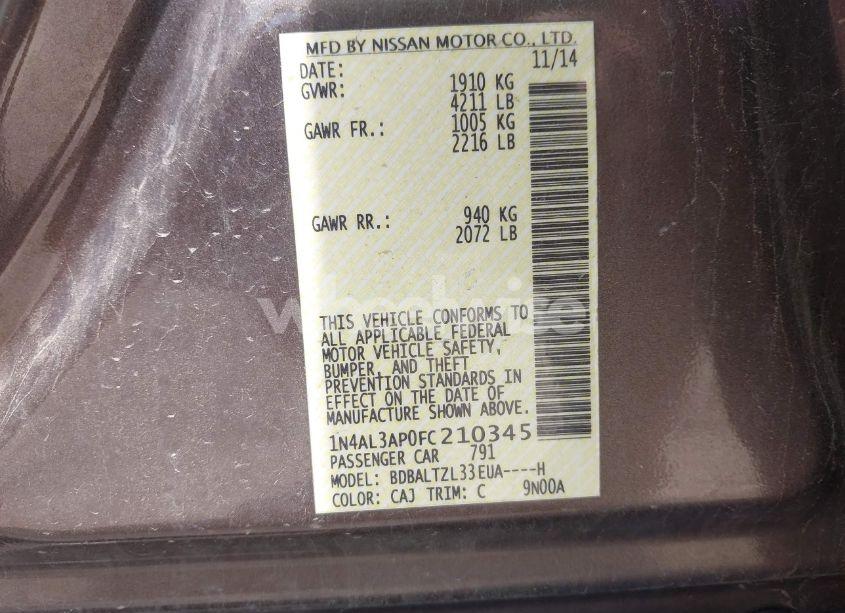 MFD BY NISSAN MOTOR CO., LTD.
DATE: 11/14
GVWR: 1910 KG
4211 LB
GAWR FR.: 1005 KG
2216 LB
GAWR RR.: 940 KG
2072 LB
THIS VEHICLE CONFORMS TO
ALL APPLICABLE FEDERAL
MOTOR VEHICLE SAFETY,
BUMPER, AND THEFT
PREVENTION STANDARDS IN
EFFECT ON THE DATE OF
MANUFACTURE SHOWN ABOVE.
1N4AL3AP0FC210345
PASSENGER CAR 791
MODEL: BDBALTZL33EUA----H
COLOR: CAJ TRIM: C 9N00A